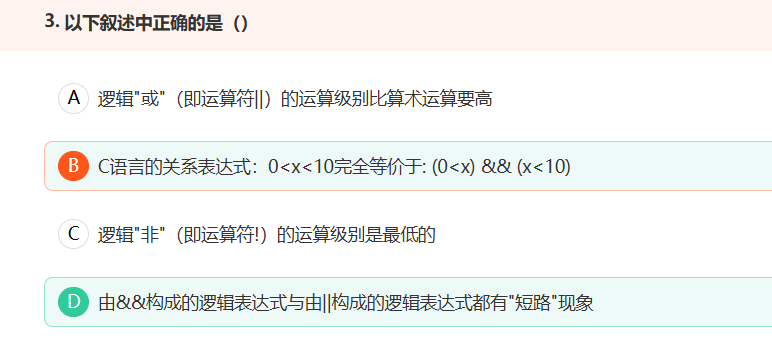 3. 以下叙述中正确的是（）
A 逻辑"或"（即运算符||）的运算级别比算术运算要高
B C语言的关系表达式：0<x<10完全等价于: (0<x) && (x<10)
C 逻辑"非"（即运算符!）的运算级别是最低的
D 由&&构成的逻辑表达式与由||构成的逻辑表达式都有"短路"现象